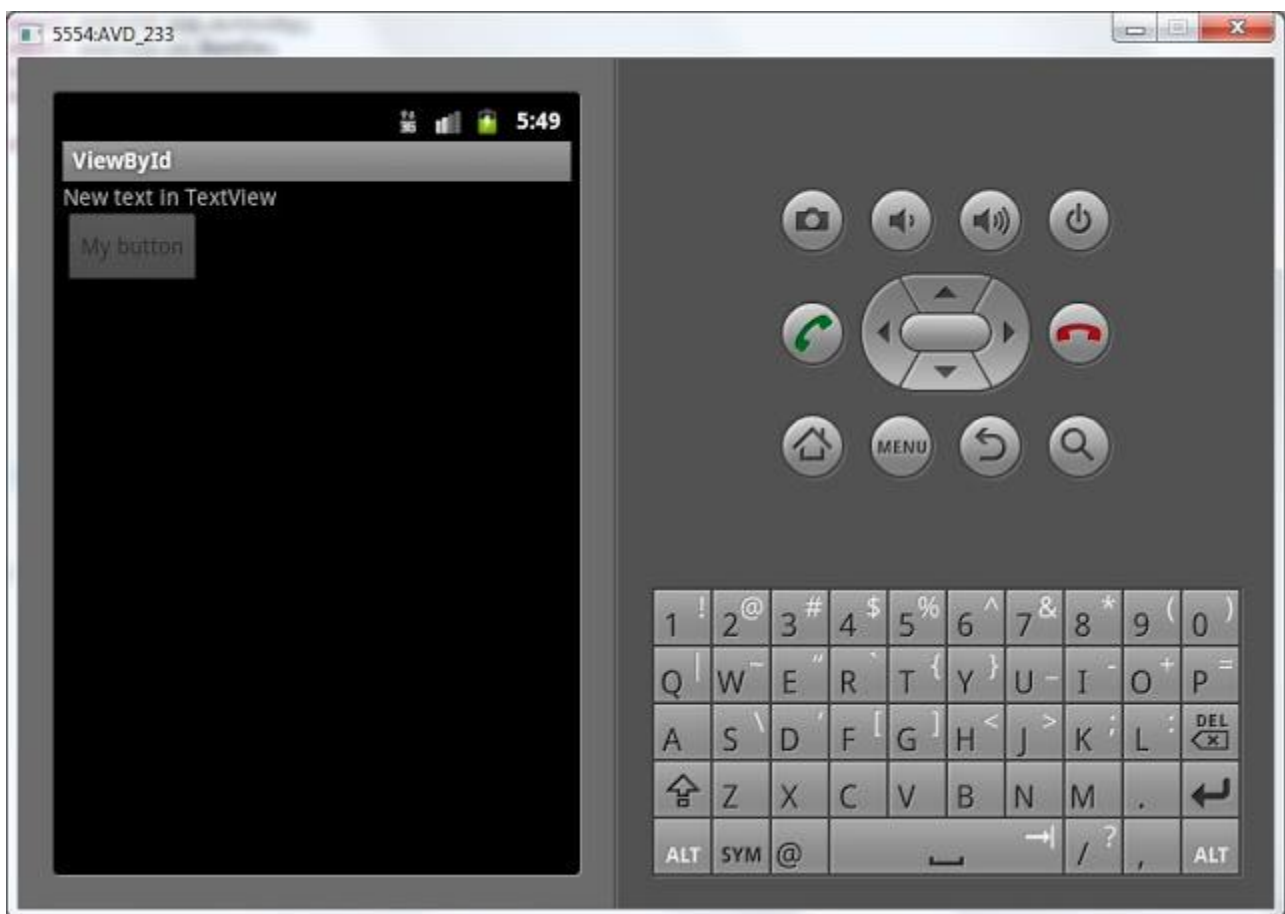 5554:AVD_233
3G 5:49
ViewById
New text in TextView
My button
MENU
1 ! 2 @ 3 # 4 $ 5 % 6 ^ 7 & 8 * 9 ( 0 )
Q | W ~ E " R ` T { Y } U _ I - O + P =
A S \ D ' F [ G ] H < J > K ; L : DEL
Z X C V B N M .
ALT SYM @ / ? , ALT